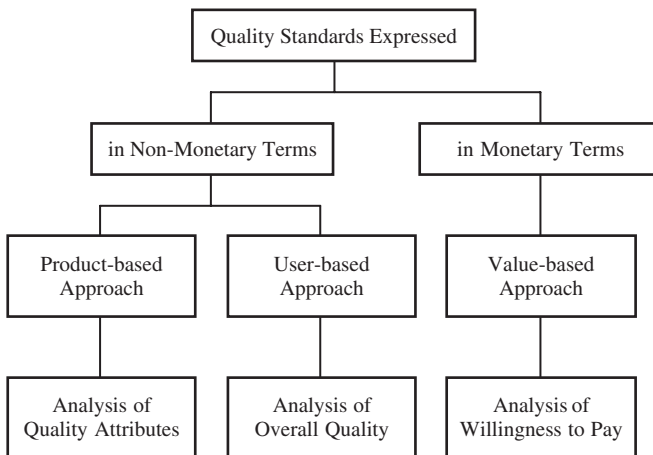 Quality Standards Expressed
in Non-Monetary Terms
in Monetary Terms
Product-based
Approach
User-based
Approach
Value-based
Approach
Analysis of
Quality Attributes
Analysis of
Overall Quality
Analysis of
Willingness to Pay